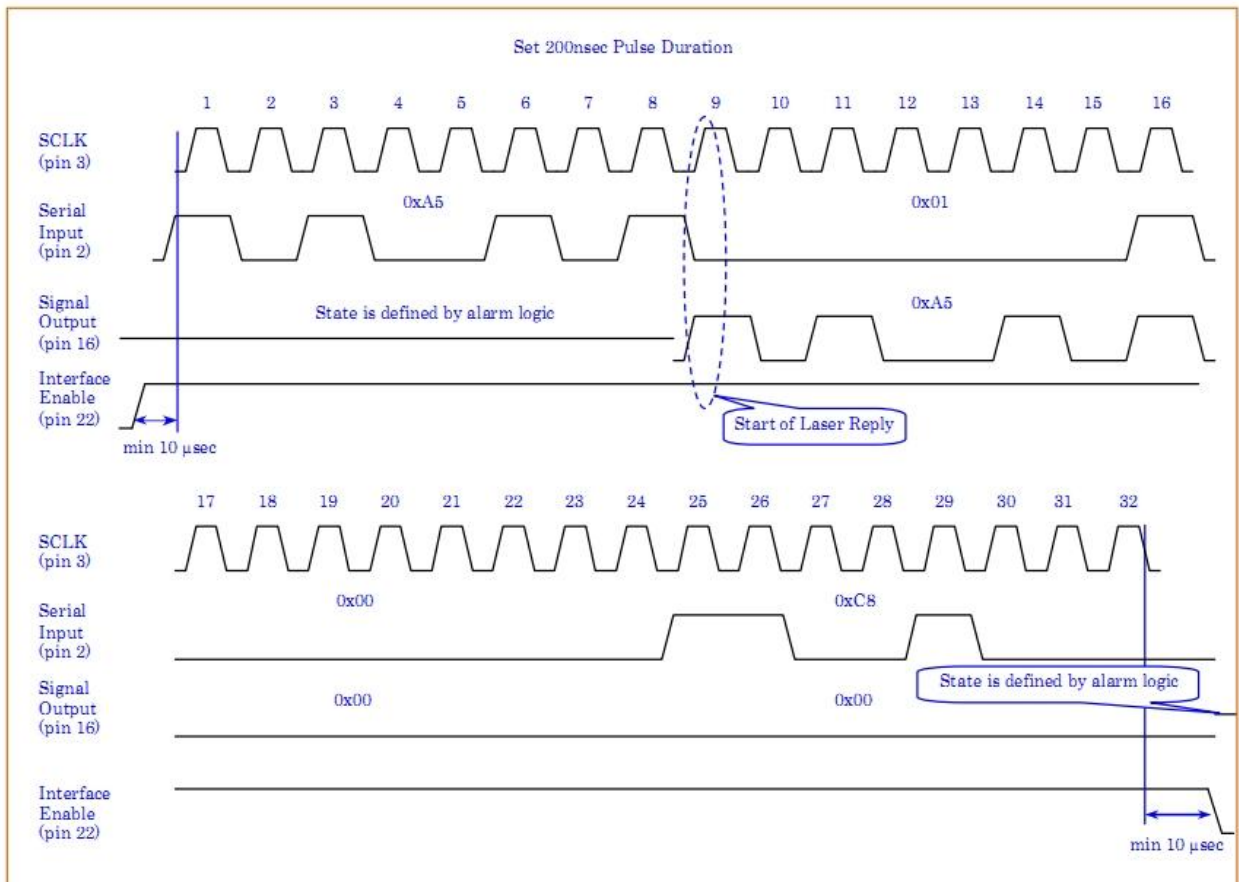 Set 200nsec Pulse Duration
1 2 3 4 5 6 7 8 9 10 11 12 13 14 15 16
SCLK
(pin 3)
0xA5 0x01
Serial
Input
(pin 2)
Signal
Output
(pin 16)
State is defined by alarm logic
0xA5
Interface
Enable
(pin 22)
min 10 µsec
Start of Laser Reply
17 18 19 20 21 22 23 24 25 26 27 28 29 30 31 32
SCLK
(pin 3)
0x00 0xC8
Serial
Input
(pin 2)
Signal
Output
(pin 16)
0x00 0x00
State is defined by alarm logic
Interface
Enable
(pin 22)
min 10 µsec